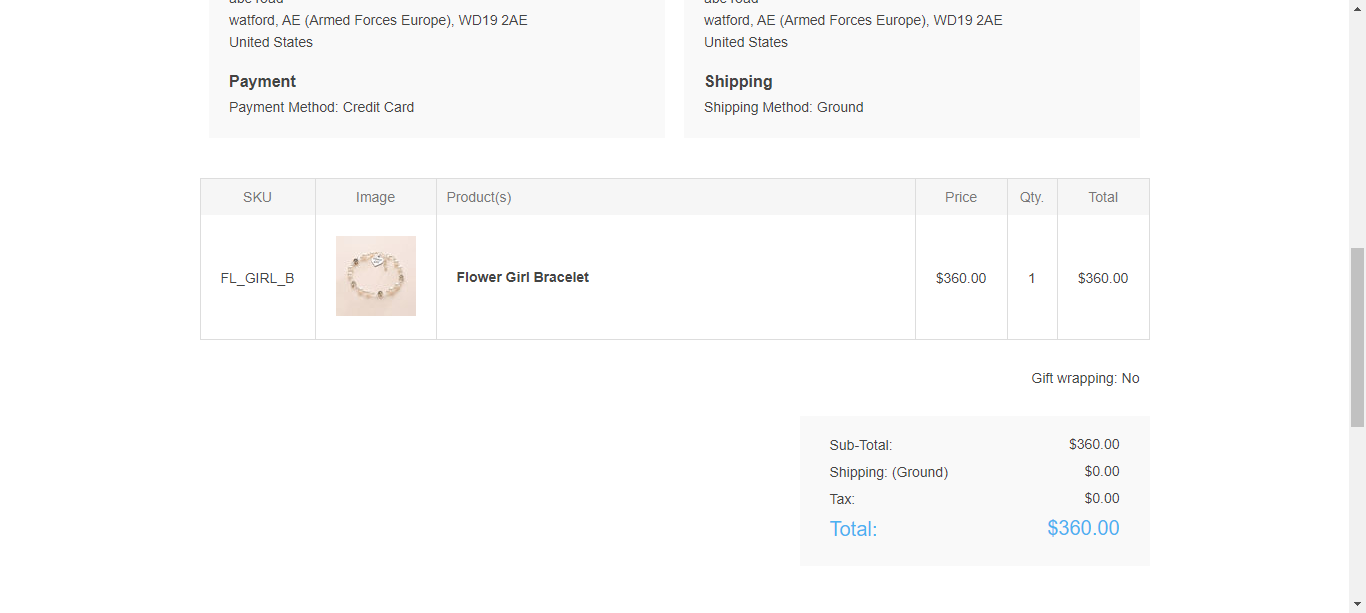 watford, AE (Armed Forces Europe), WD19 2AE
United States
Payment
Payment Method: Credit Card
watford, AE (Armed Forces Europe), WD19 2AE
United States
Shipping
Shipping Method: Ground
SKU Image Product(s) Price Qty. Total
FL_GIRL_B Flower Girl Bracelet $360.00 1 $360.00
Gift wrapping: No
Sub-Total: $360.00
Shipping: (Ground) $0.00
Tax: $0.00
Total: $360.00